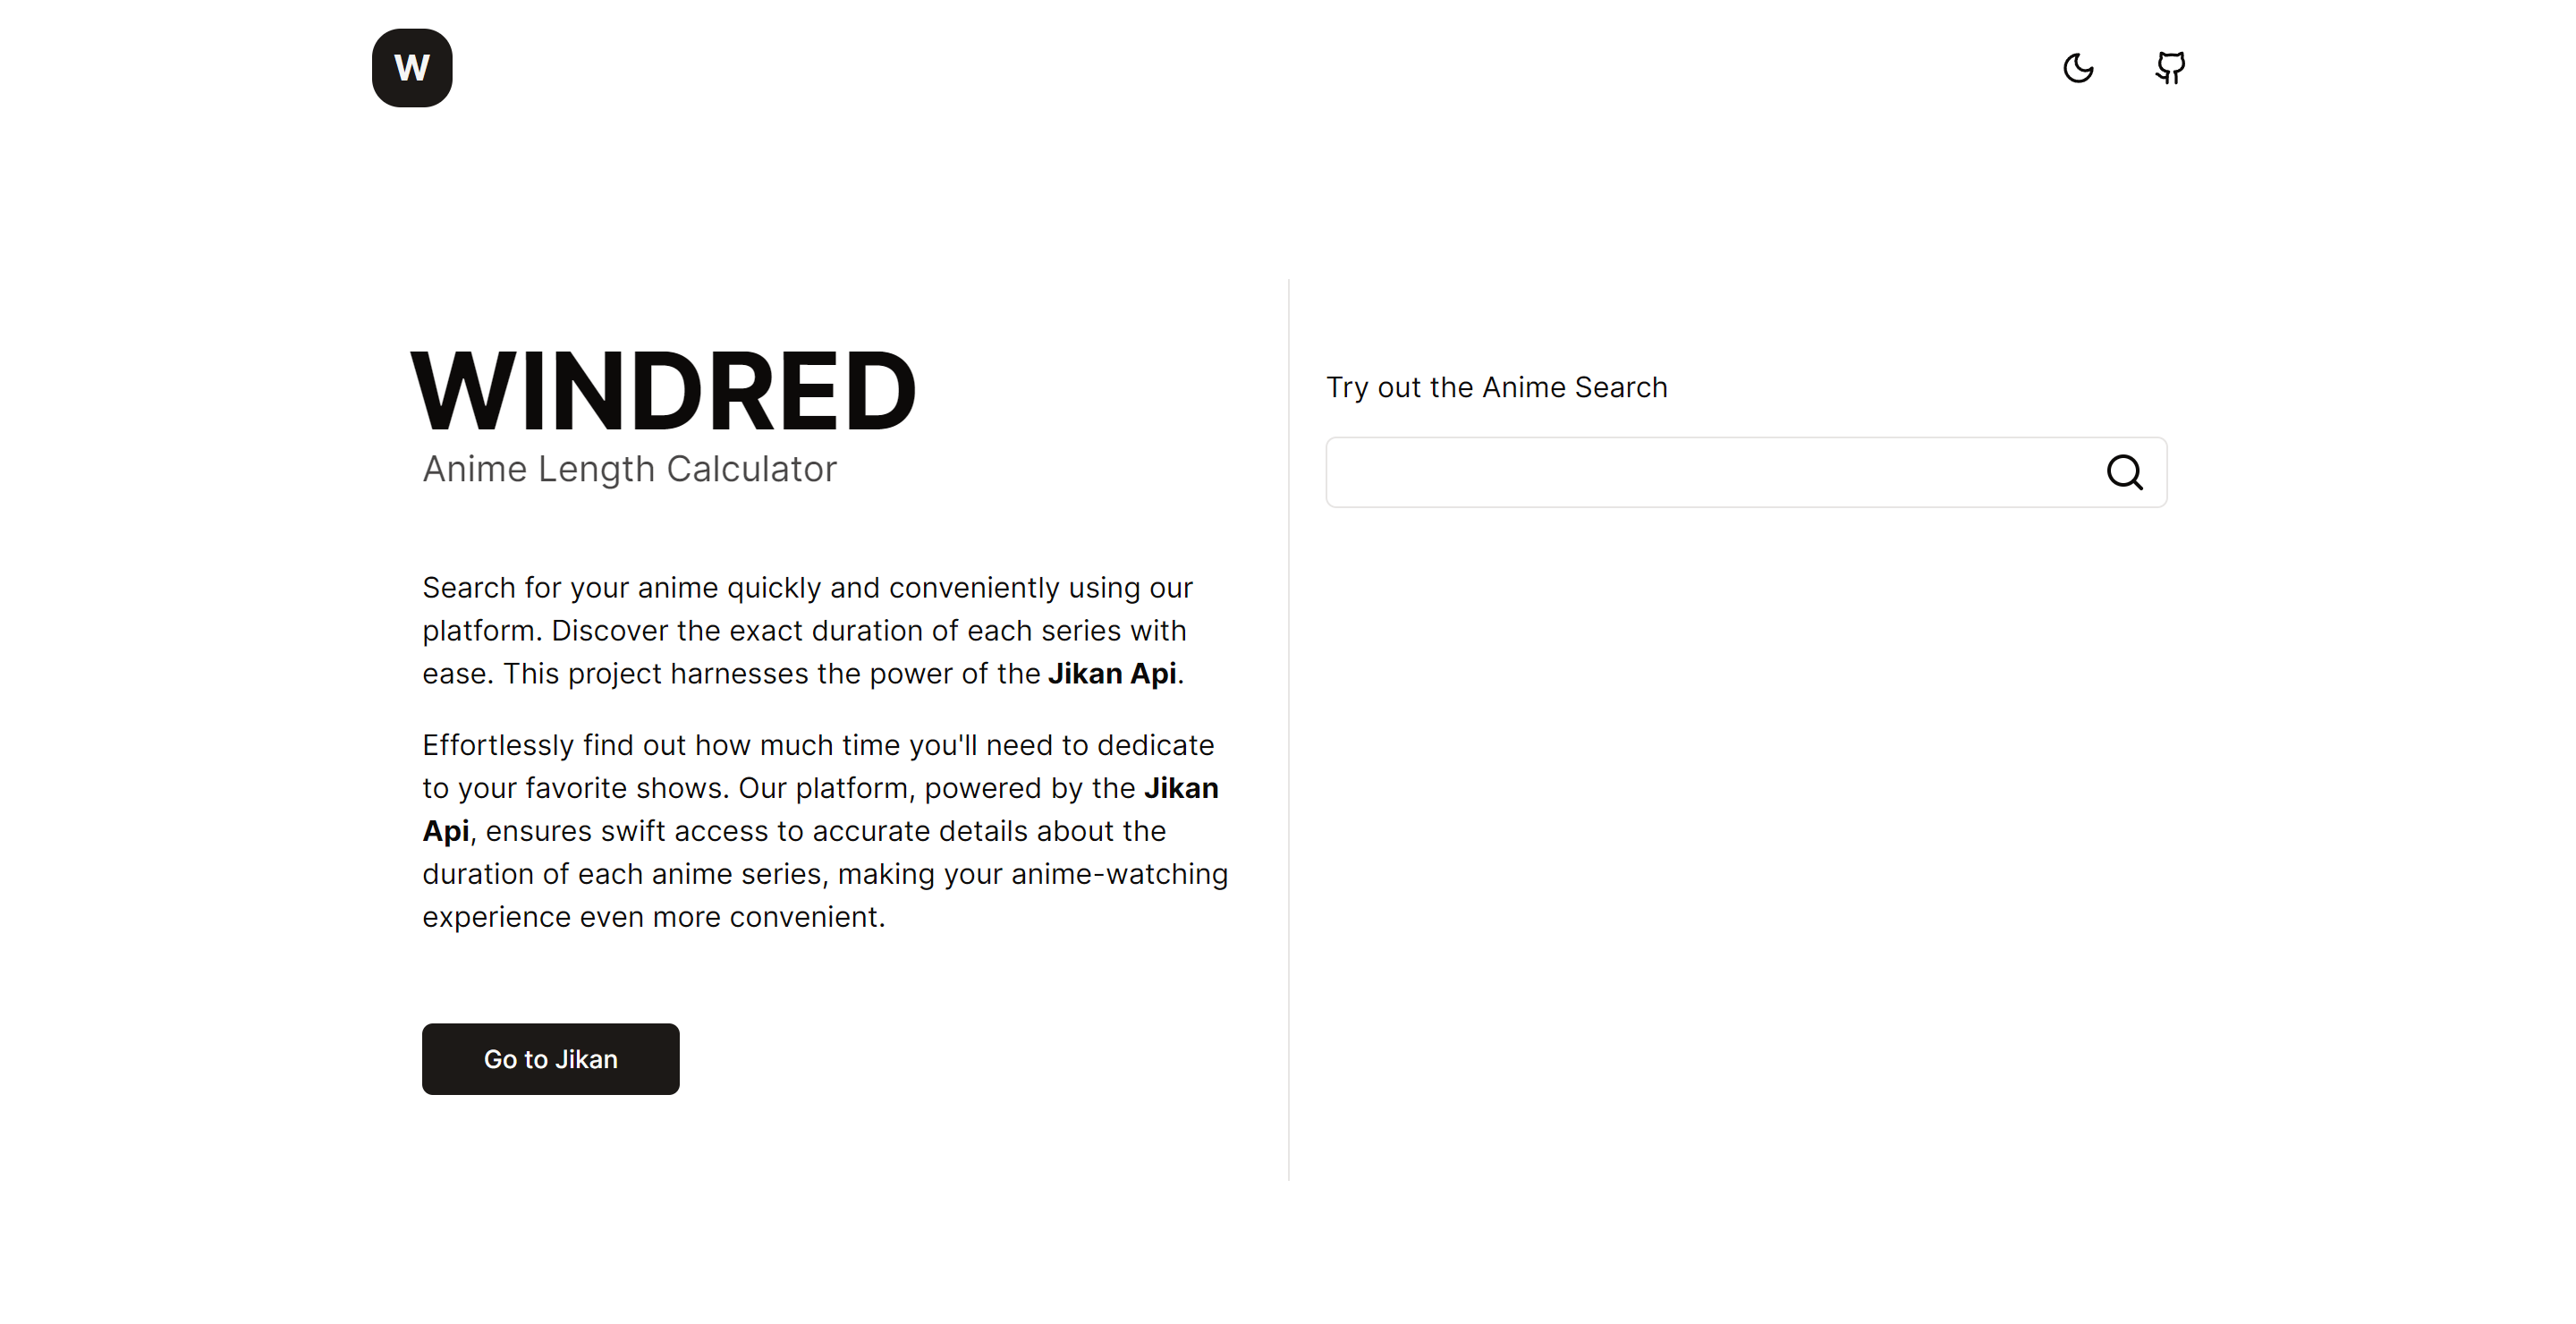 W
WINDRED
Anime Length Calculator
Search for your anime quickly and conveniently using our
platform. Discover the exact duration of each series with
ease. This project harnesses the power of the Jikan Api.
Effortlessly find out how much time you'll need to dedicate
to your favorite shows. Our platform, powered by the Jikan
Api, ensures swift access to accurate details about the
duration of each anime series, making your anime-watching
experience even more convenient.
Go to Jikan
Try out the Anime Search